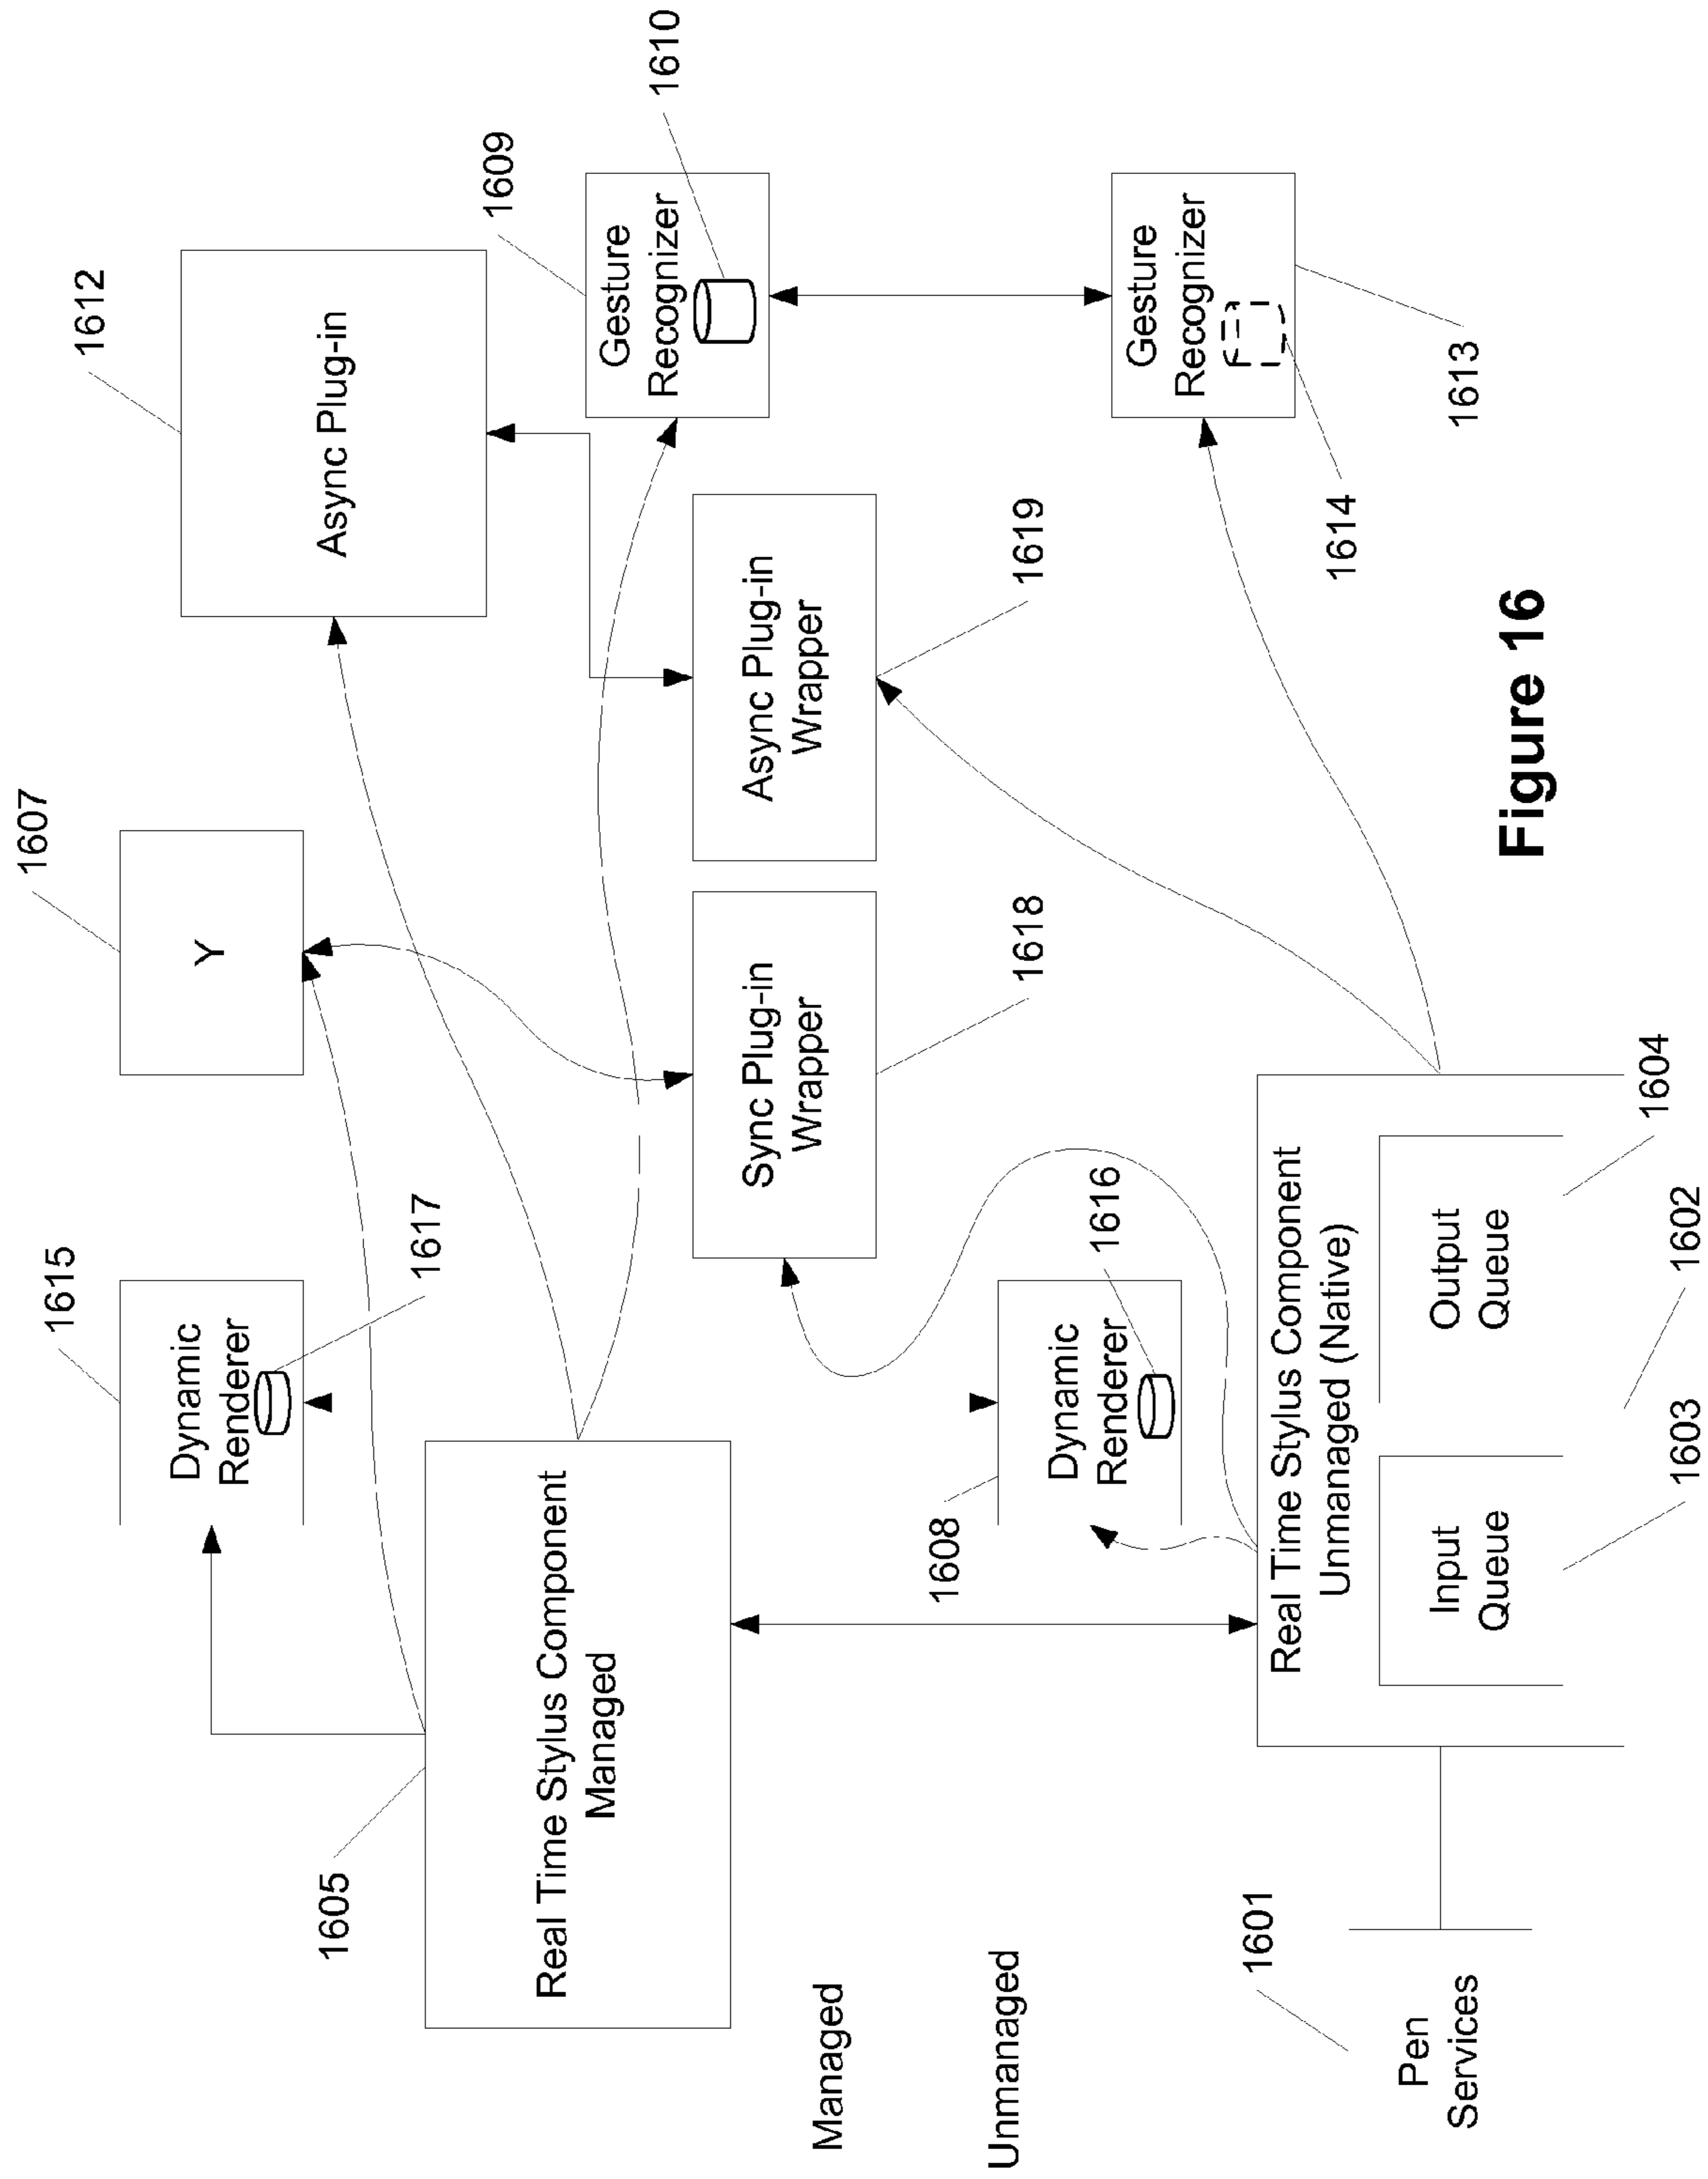 1615
1607
1612
Dynamic
Renderer
1617
Y
Async Plug-in
1605
Real Time Stylus Component
Managed
1609
Gesture
Recognizer
1610
Managed
Sync Plug-in
Wrapper
1618
Async Plug-in
Wrapper
1619
Unmanaged
1608
Dynamic
Renderer
1616
Gesture
Recognizer
1614
1613
1601
Pen
Services
Real Time Stylus Component
Unmanaged (Native)
Input
Queue
Output
Queue
1603
1602
1604
Figure 16